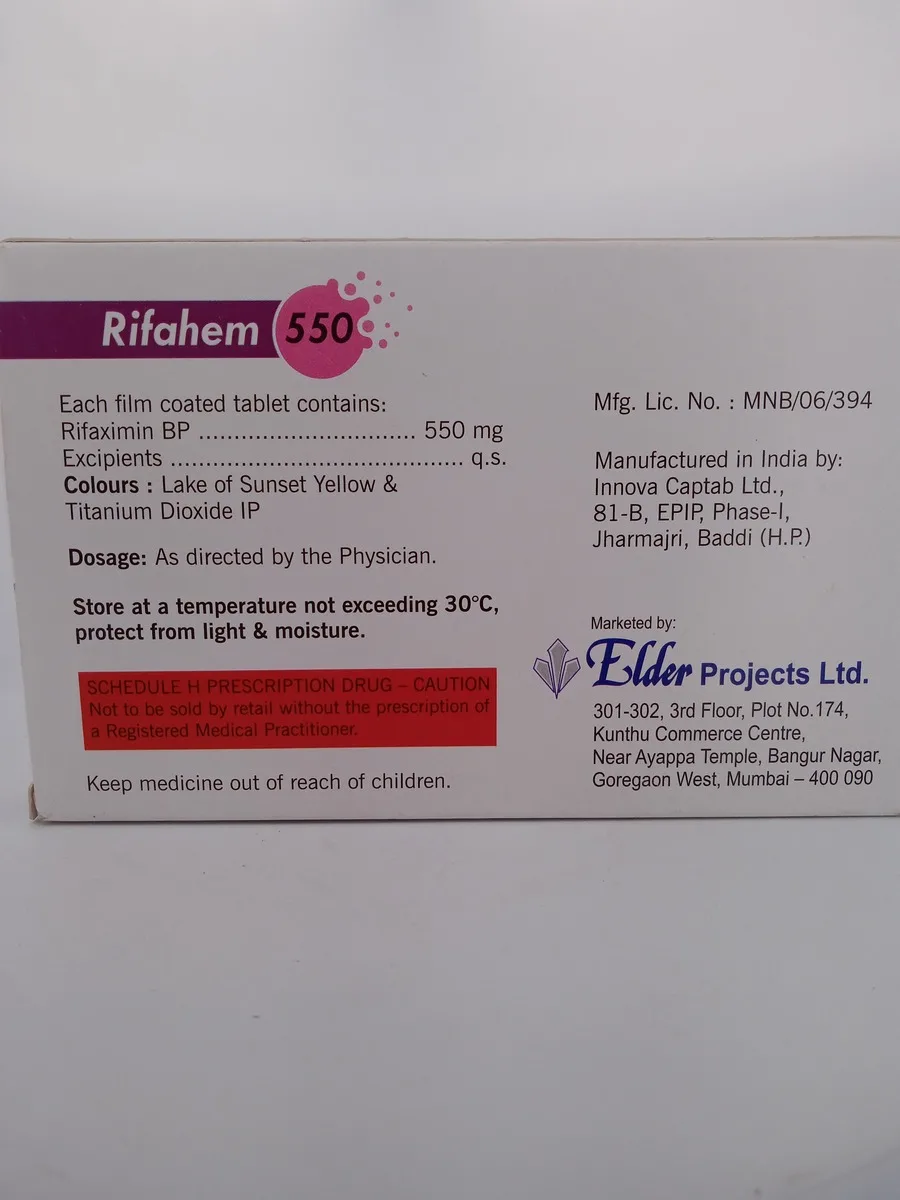 Rifahem 550
Each film coated tablet contains:
Rifaximin BP ............................... 550 mg
Excipients .......................................... q.s.
Colours : Lake of Sunset Yellow &
Titanium Dioxide IP
Dosage: As directed by the Physician.
Store at a temperature not exceeding 30°C,
protect from light & moisture.
SCHEDULE H PRESCRIPTION DRUG – CAUTION
Not to be sold by retail without the prescription of
a Registered Medical Practitioner.
Keep medicine out of reach of children.
Mfg. Lic. No. : MNB/06/394
Manufactured in India by:
Innova Captab Ltd.,
81-B, EPIP, Phase-I,
Jharmajri, Baddi (H.P.)
Marketed by:
Elder Projects Ltd.
301-302, 3rd Floor, Plot No.174,
Kunthu Commerce Centre,
Near Ayappa Temple, Bangur Nagar,
Goregaon West, Mumbai – 400 090